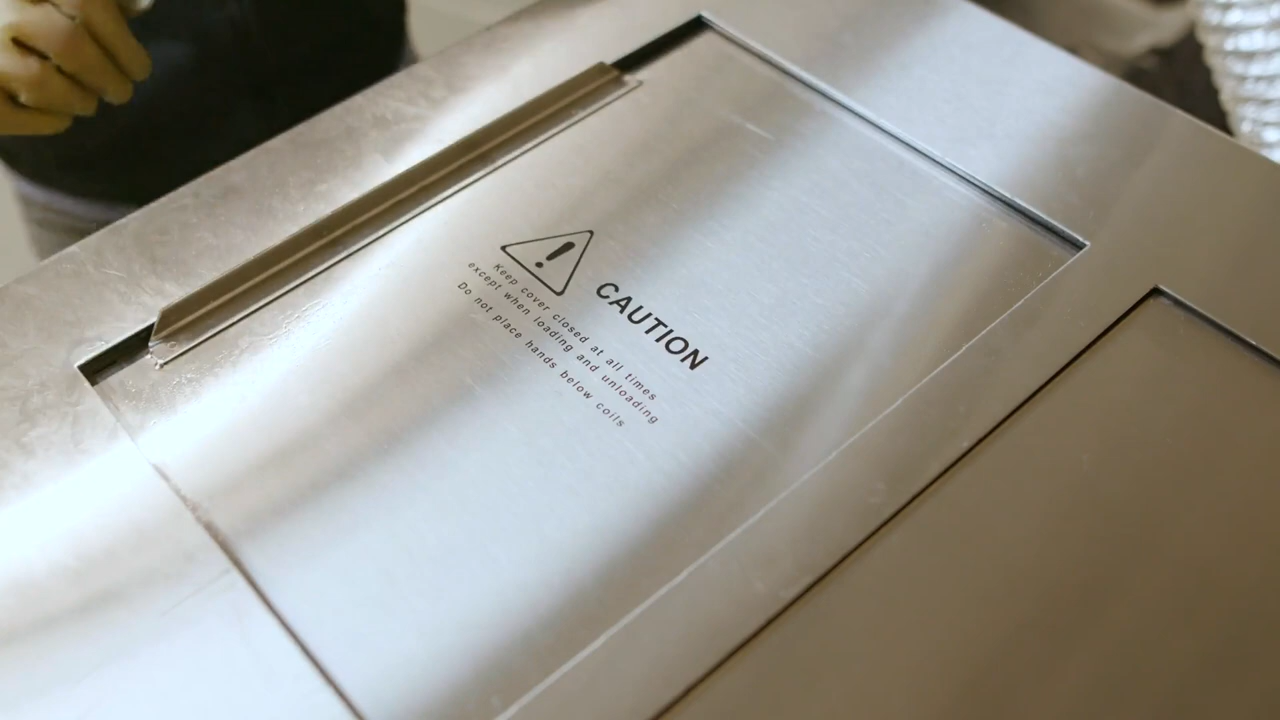 CAUTION
Keep cover closed at all times
except when loading and unloading
Do not place hands below coils